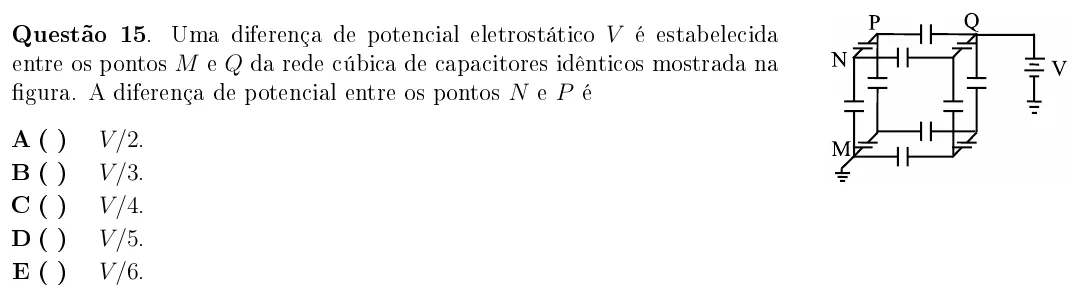 Questão 15. Uma diferença de potencial eletrostático V é estabelecida
entre os pontos M e Q da rede cúbica de capacitores idênticos mostrada na
figura. A diferença de potencial entre os pontos N e P é
A ( ) V/2.
B ( ) V/3.
C ( ) V/4.
D ( ) V/5.
E ( ) V/6.
P
Q
N
V
M